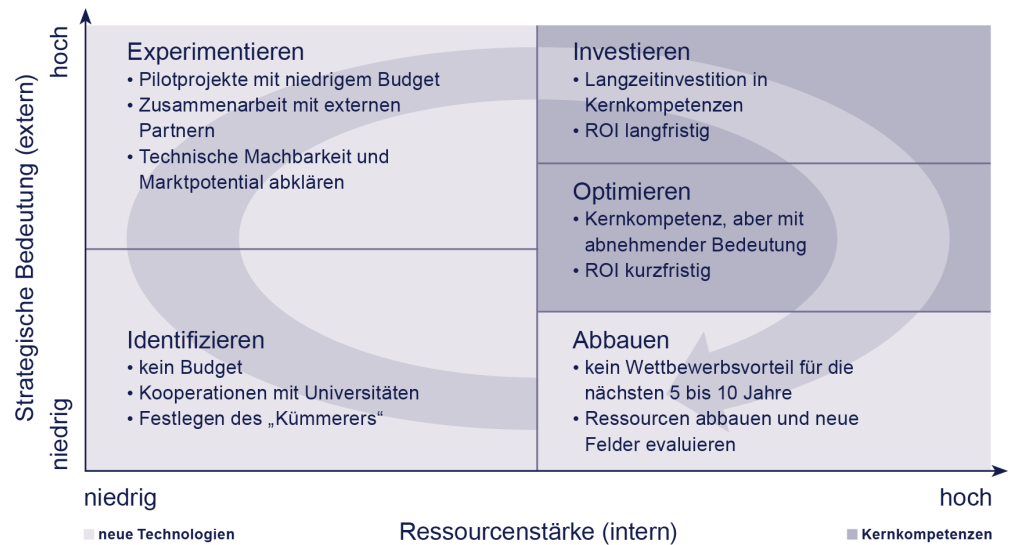 Strategische Bedeutung (extern)
hoch
niedrig
Experimentieren
• Pilotprojekte mit niedrigem Budget
• Zusammenarbeit mit externen
Partnern
• Technische Machbarkeit und
Marktpotential abklären
Investieren
• Langzeitinvestition in
Kernkompetenzen
• ROI langfristig
Optimieren
• Kernkompetenz, aber mit
abnehmender Bedeutung
• ROI kurzfristig
Identifizieren
• kein Budget
• Kooperationen mit Universitäten
• Festlegen des „Kümmerers“
Abbauen
• kein Wettbewerbsvorteil für die
nächsten 5 bis 10 Jahre
• Ressourcen abbauen und neue
Felder evaluieren
niedrig
hoch
Ressourcenstärke (intern)
neue Technologien
Kernkompetenzen